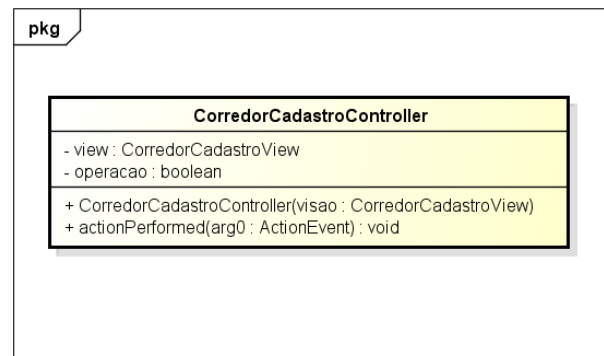 pkg
CorredorCadastroController
- view : CorredorCadastroView
- operacao : boolean
+ CorredorCadastroController(visao : CorredorCadastroView)
+ actionPerformed(arg0 : ActionEvent) : void